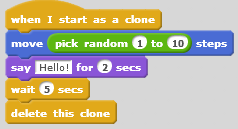 when I start as a clone
move pick random 1 to 10 steps
say Hello! for 2 secs
wait 5 secs
delete this clone